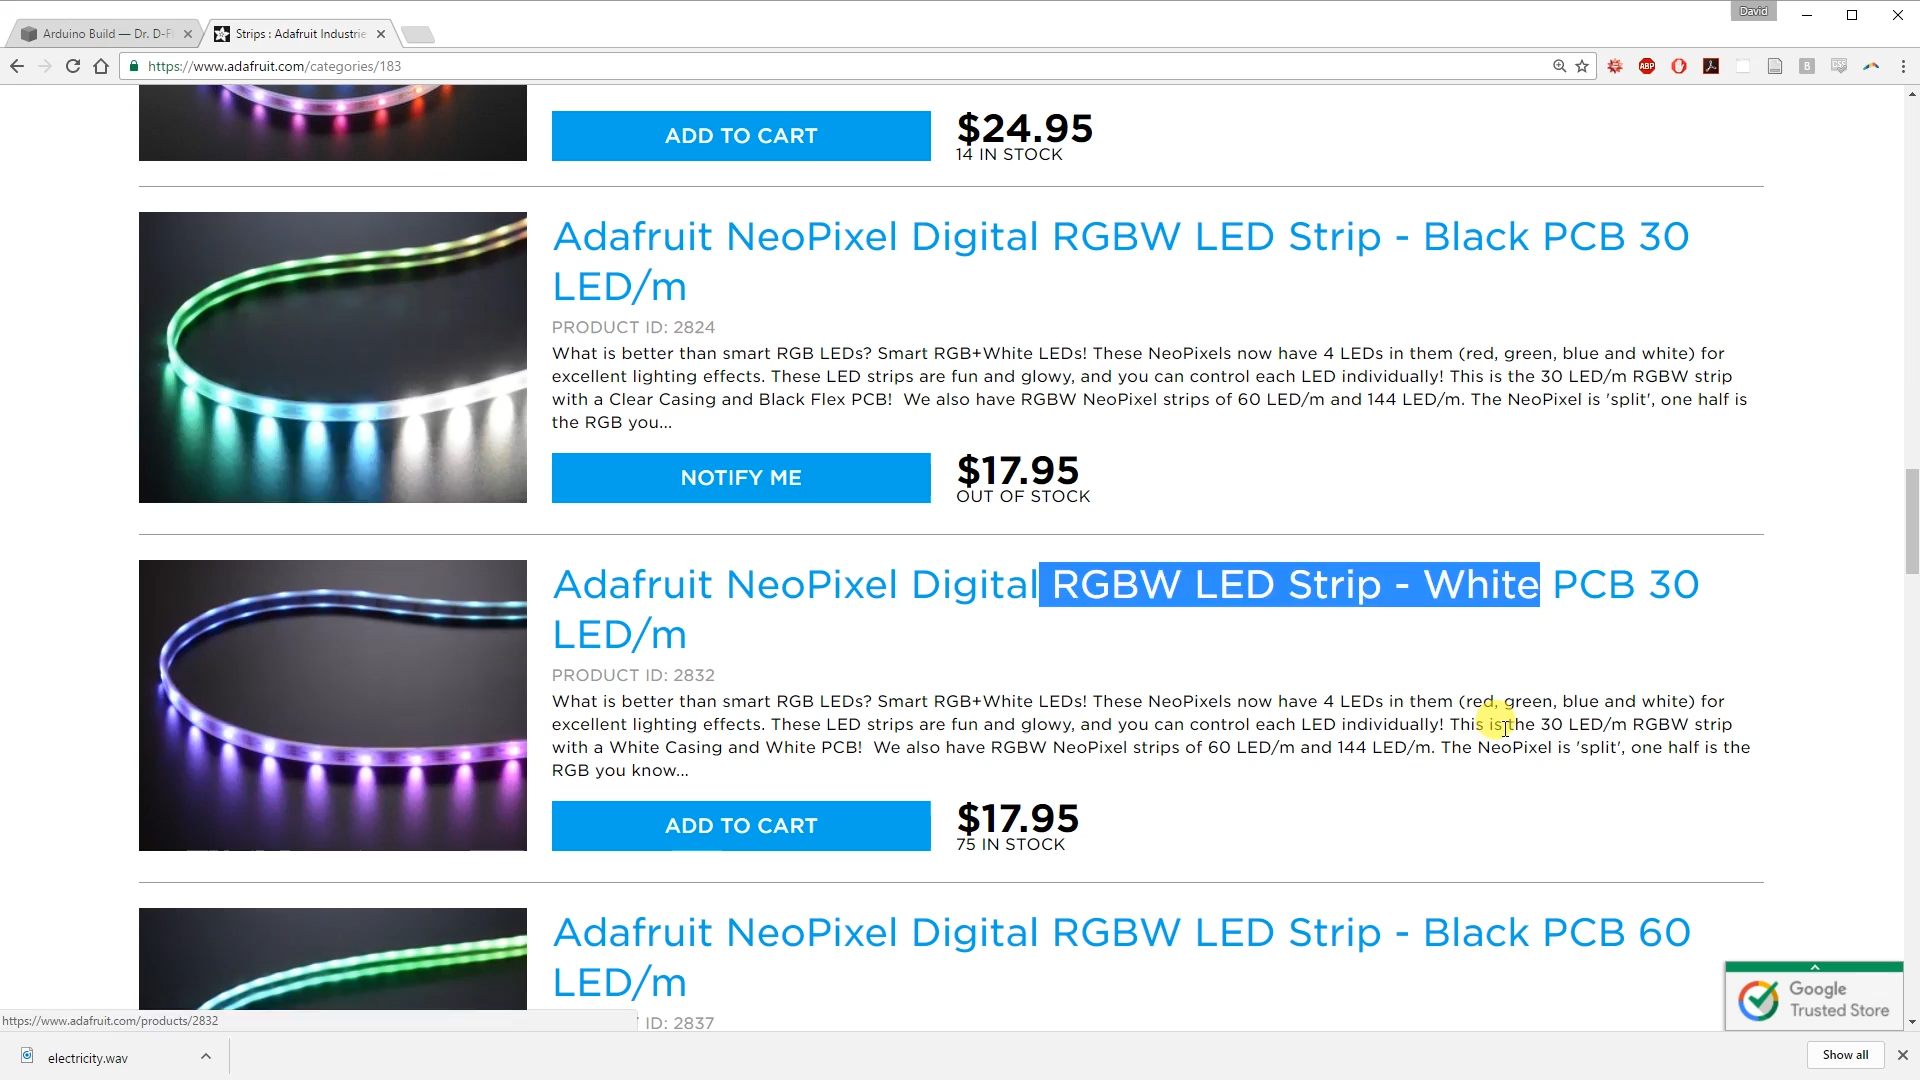 David
Arduino Build — Dr. D-Fl
Strips : Adafruit Industrie
https://www.adafruit.com/categories/183
ADD TO CART
$24.95
14 IN STOCK
Adafruit NeoPixel Digital RGBW LED Strip - Black PCB 30
LED/m
PRODUCT ID: 2824
What is better than smart RGB LEDs? Smart RGB+White LEDs! These NeoPixels now have 4 LEDs in them (red, green, blue and white) for
excellent lighting effects. These LED strips are fun and glowy, and you can control each LED individually! This is the 30 LED/m RGBW strip
with a Clear Casing and Black Flex PCB!  We also have RGBW NeoPixel strips of 60 LED/m and 144 LED/m. The NeoPixel is 'split', one half is
the RGB you...
NOTIFY ME
$17.95
OUT OF STOCK
Adafruit NeoPixel Digital RGBW LED Strip - White PCB 30
LED/m
PRODUCT ID: 2832
What is better than smart RGB LEDs? Smart RGB+White LEDs! These NeoPixels now have 4 LEDs in them (red, green, blue and white) for
excellent lighting effects. These LED strips are fun and glowy, and you can control each LED individually! This is the 30 LED/m RGBW strip
with a White Casing and White PCB!  We also have RGBW NeoPixel strips of 60 LED/m and 144 LED/m. The NeoPixel is 'split', one half is the
RGB you know...
ADD TO CART
$17.95
75 IN STOCK
Adafruit NeoPixel Digital RGBW LED Strip - Black PCB 60
LED/m
ID: 2837
Google
Trusted Store
https://www.adafruit.com/products/2832
electricity.wav
Show all